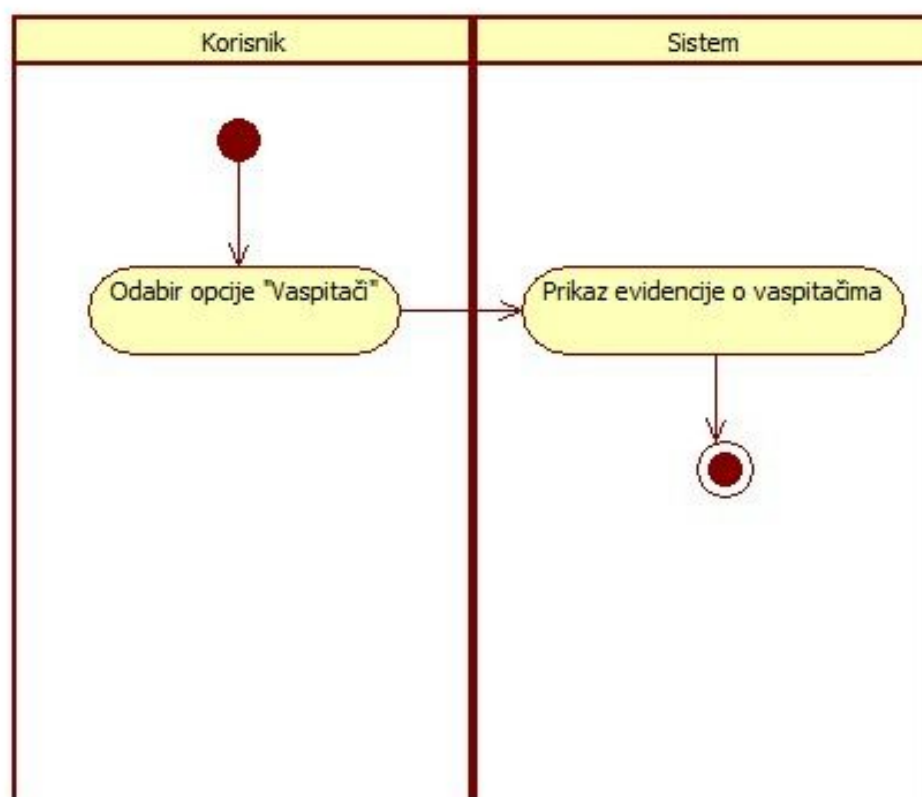 Korisnik
Sistem
Odabir opcije "Vaspitači"
Prikaz evidencije o vaspitačima